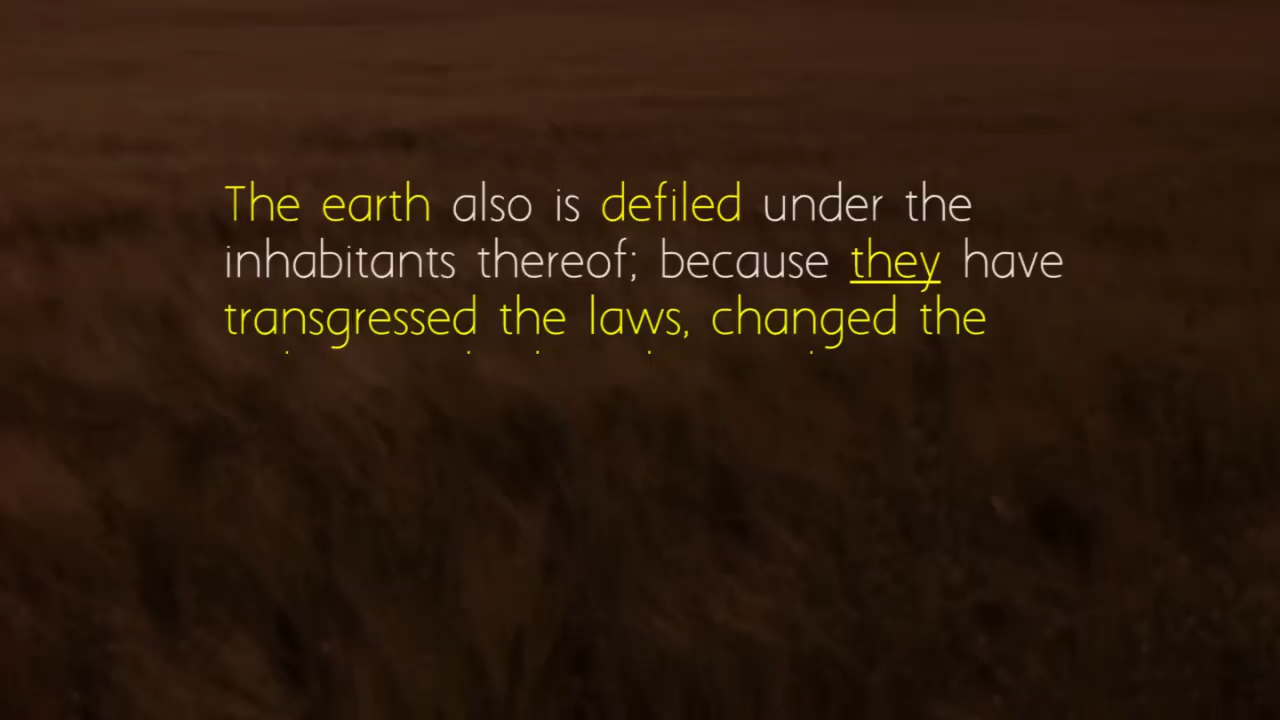 The earth also is defiled under the
inhabitants thereof; because they have
transgressed the laws, changed the